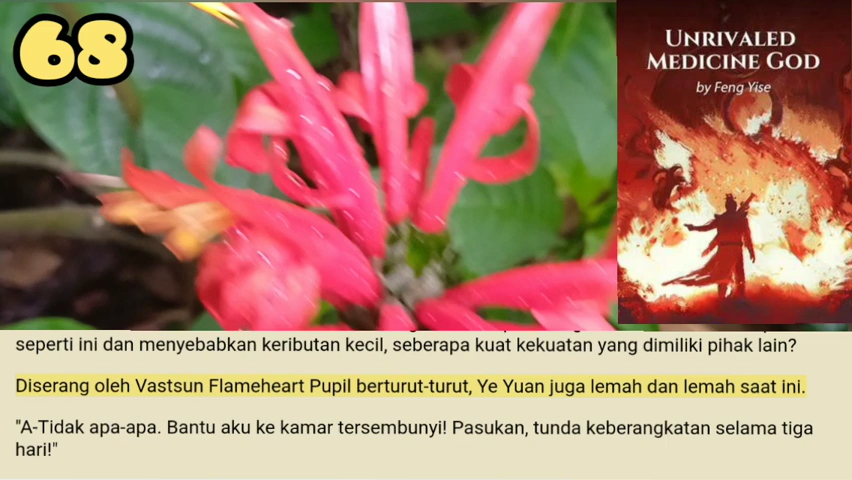 68
UNRIVALED
MEDICINE GOD
by Feng Yise
seperti ini dan menyebabkan keributan kecil, seberapa kuat kekuatan yang dimiliki pihak lain?
Diserang oleh Vastsun Flameheart Pupil berturut-turut, Ye Yuan juga lemah dan lemah saat ini.
"A-Tidak apa-apa. Bantu aku ke kamar tersembunyi! Pasukan, tunda keberangkatan selama tiga
hari!"